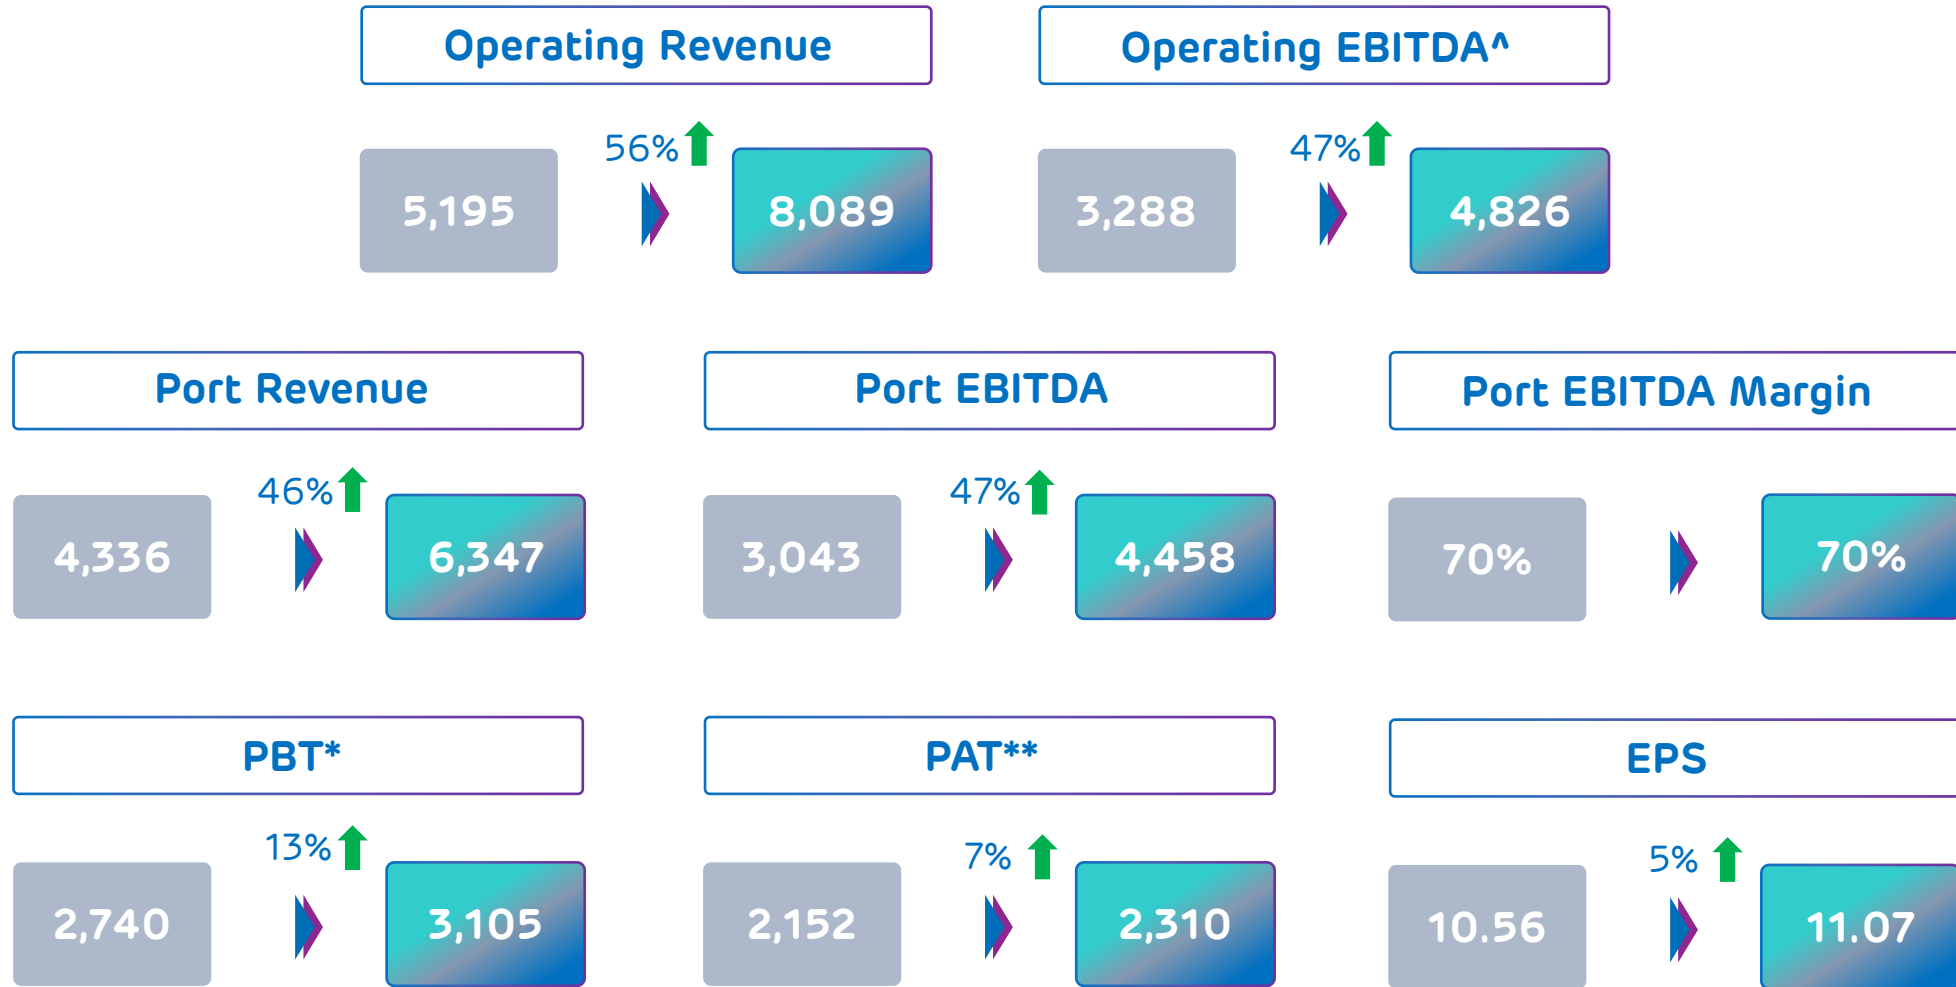 Operating Revenue
Operating EBITDA^
56%
47%
5,195
8,089
3,288
4,826
Port Revenue
Port EBITDA
Port EBITDA Margin
46%
47%
4,336
6,347
3,043
4,458
70%
70%
PBT*
PAT**
EPS
13%
7%
5%
2,740
3,105
2,152
2,310
10.56
11.07